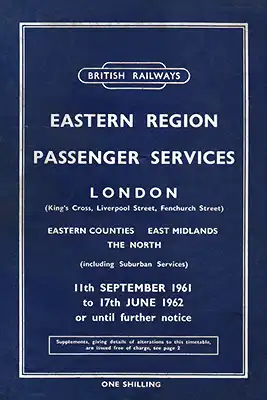 BRITISH RAILWAYS
EASTERN REGION
PASSENGER SERVICES
LONDON
(King's Cross, Liverpool Street, Fenchurch Street)
EASTERN COUNTIES EAST MIDLANDS
THE NORTH
(including Suburban Services)
11th SEPTEMBER 1961
to 17th JUNE 1962
or until further notice
Supplements, giving details of alterations to this timetable,
are issued free of charge, see page 2
ONE SHILLING